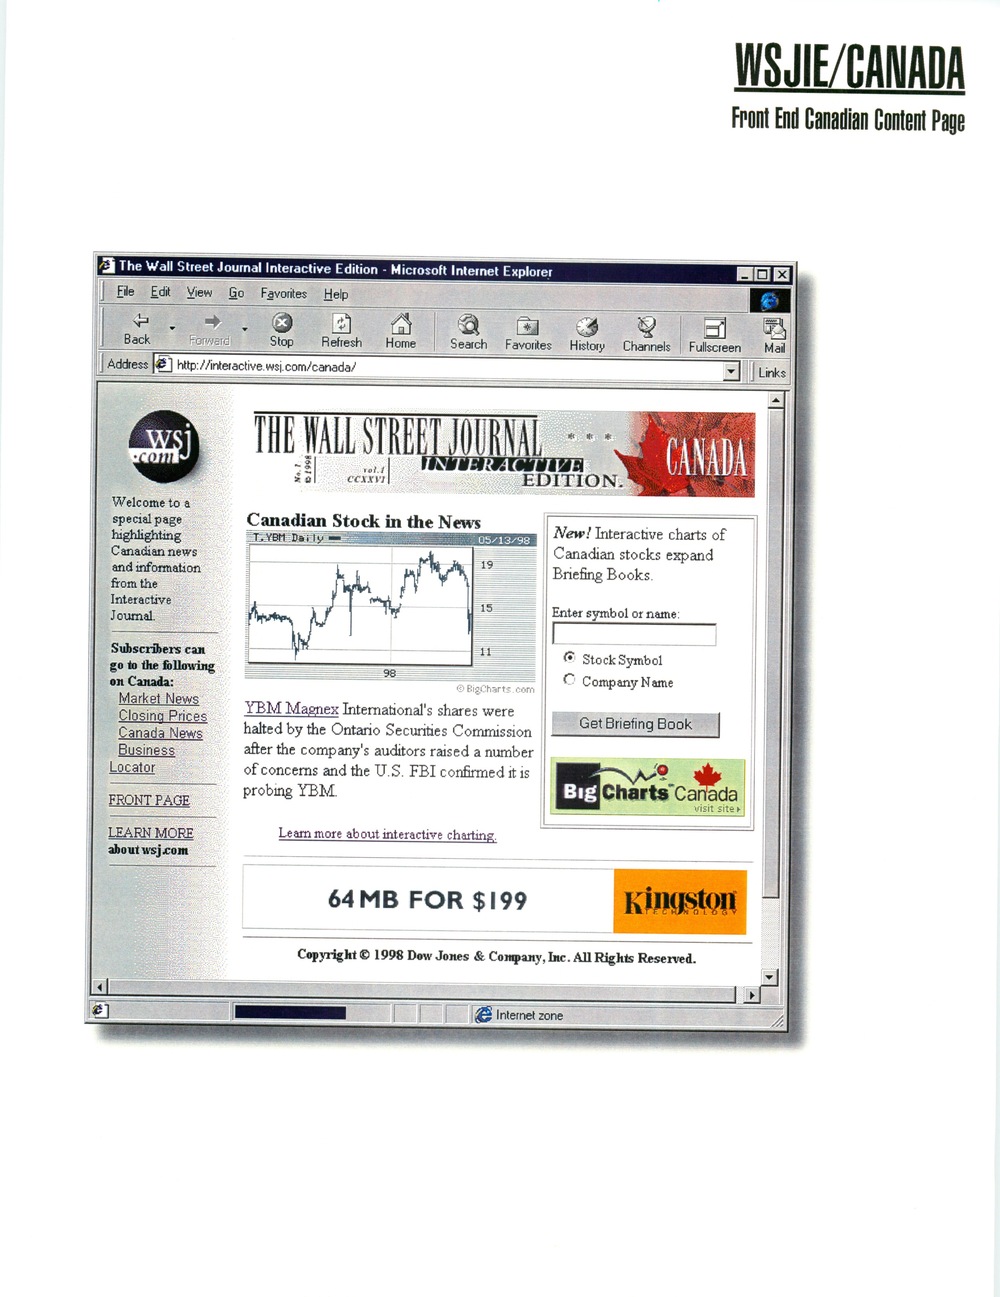 WSJIE/CANADA
Front End Canadian Content Page
The Wall Street Journal Interactive Edition - Microsoft Internet Explorer
File Edit View Go Favorites Help
Back Forward Stop Refresh Home Search Favorites History Channels Fullscreen Mail
Address http://interactive.wsj.com/canada/ Links
wsj
.com
Welcome to a
special page
highlighting
Canadian news
and information
from the
Interactive
Journal.
Subscribers can
go to the following
on Canada:
Market News
Closing Prices
Canada News
Business
Locator
FRONT PAGE
LEARN MORE
about wsj.com
THE WALL STREET JOURNAL
INTERACTIVE
EDITION.
No. 1
© 1998
vol.1
CCXXVI
CANADA
Canadian Stock in the News
T.YBM Daily 05/13/98
19
15
11
98
© BigCharts.com
YBM Magnex International's shares were
halted by the Ontario Securities Commission
after the company's auditors raised a number
of concerns and the U.S. FBI confirmed it is
probing YBM.
Learn more about interactive charting.
New! Interactive charts of
Canadian stocks expand
Briefing Books.
Enter symbol or name:
Stock Symbol
Company Name
Get Briefing Book
BigCharts™ Canada
visit site
64MB FOR $199
Kingston
TECHNOLOGY
Copyright © 1998 Dow Jones & Company, Inc. All Rights Reserved.
Internet zone